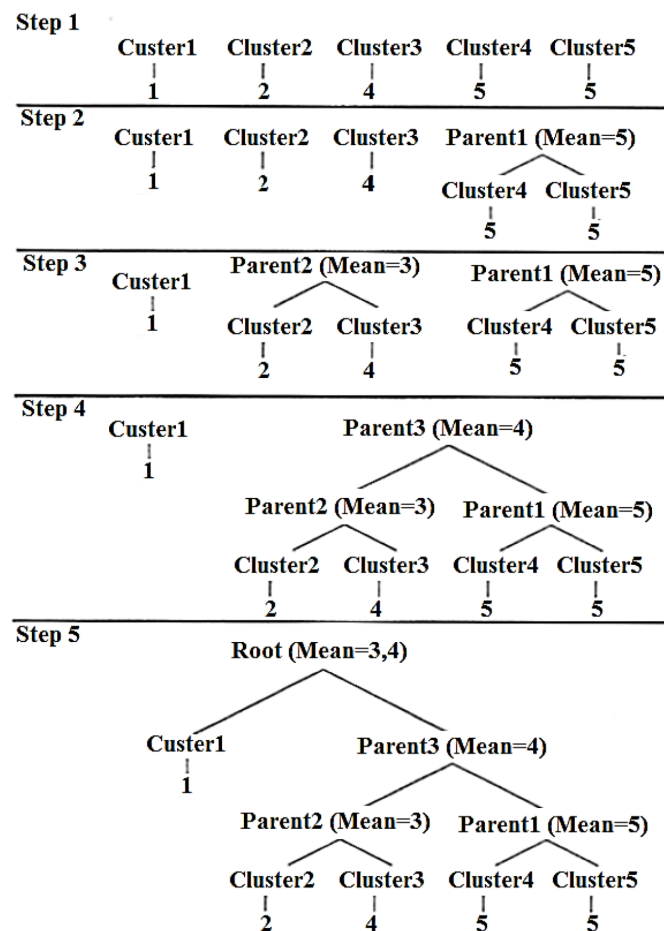 Step 1
Custer1 Cluster2 Cluster3 Cluster4 Cluster5
1 2 4 5 5
Step 2
Custer1 Cluster2 Cluster3 Parent1 (Mean=5)
1 2 4 Cluster4 Cluster5
5 5
Step 3
Custer1 Parent2 (Mean=3) Parent1 (Mean=5)
1 Cluster2 Cluster3 Cluster4 Cluster5
2 4 5 5
Step 4
Custer1 Parent3 (Mean=4)
1
Parent2 (Mean=3) Parent1 (Mean=5)
Cluster2 Cluster3 Cluster4 Cluster5
2 4 5 5
Step 5
Root (Mean=3,4)
Custer1 Parent3 (Mean=4)
1
Parent2 (Mean=3) Parent1 (Mean=5)
Cluster2 Cluster3 Cluster4 Cluster5
2 4 5 5